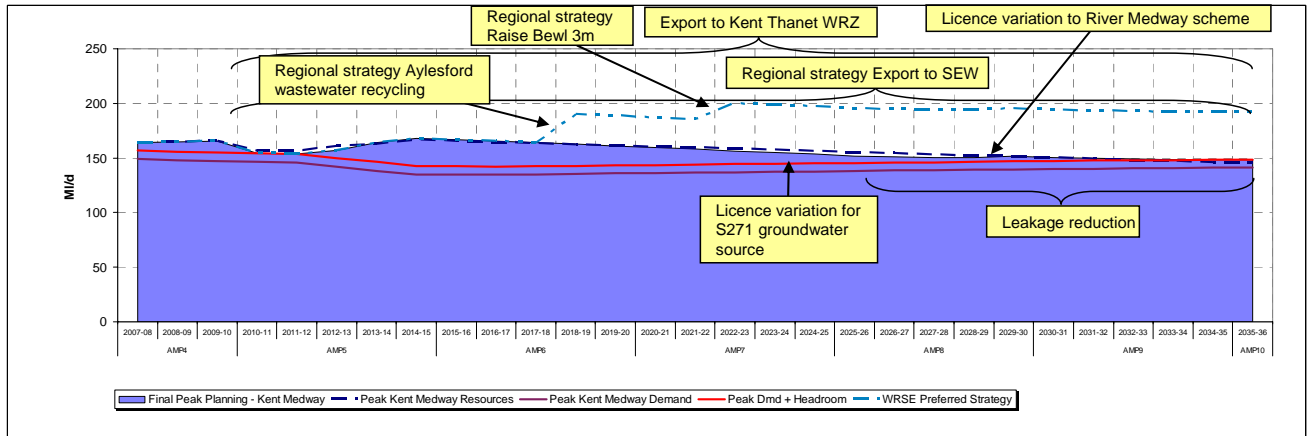 Regional strategy
Raise Bewl 3m
Export to Kent Thanet WRZ
Licence variation to River Medway scheme
Regional strategy Aylesford
wastewater recycling
Regional strategy Export to SEW
Licence variation for
S271 groundwater
source
Leakage reduction
250
200
150
100
50
0
Ml/d
2007-08 2008-09 2009-10 2010-11 2011-12 2012-13 2013-14 2014-15 2015-16 2016-17 2017-18 2018-19 2019-20 2020-21 2021-22 2022-23 2023-24 2024-25 2025-26 2026-27 2027-28 2028-29 2029-30 2030-31 2031-32 2032-33 2033-34 2034-35 2035-36
AMP4 AMP5 AMP6 AMP7 AMP8 AMP9 AMP10
Final Peak Planning - Kent Medway Peak Kent Medway Resources Peak Kent Medway Demand Peak Dmd + Headroom WRSE Preferred Strategy